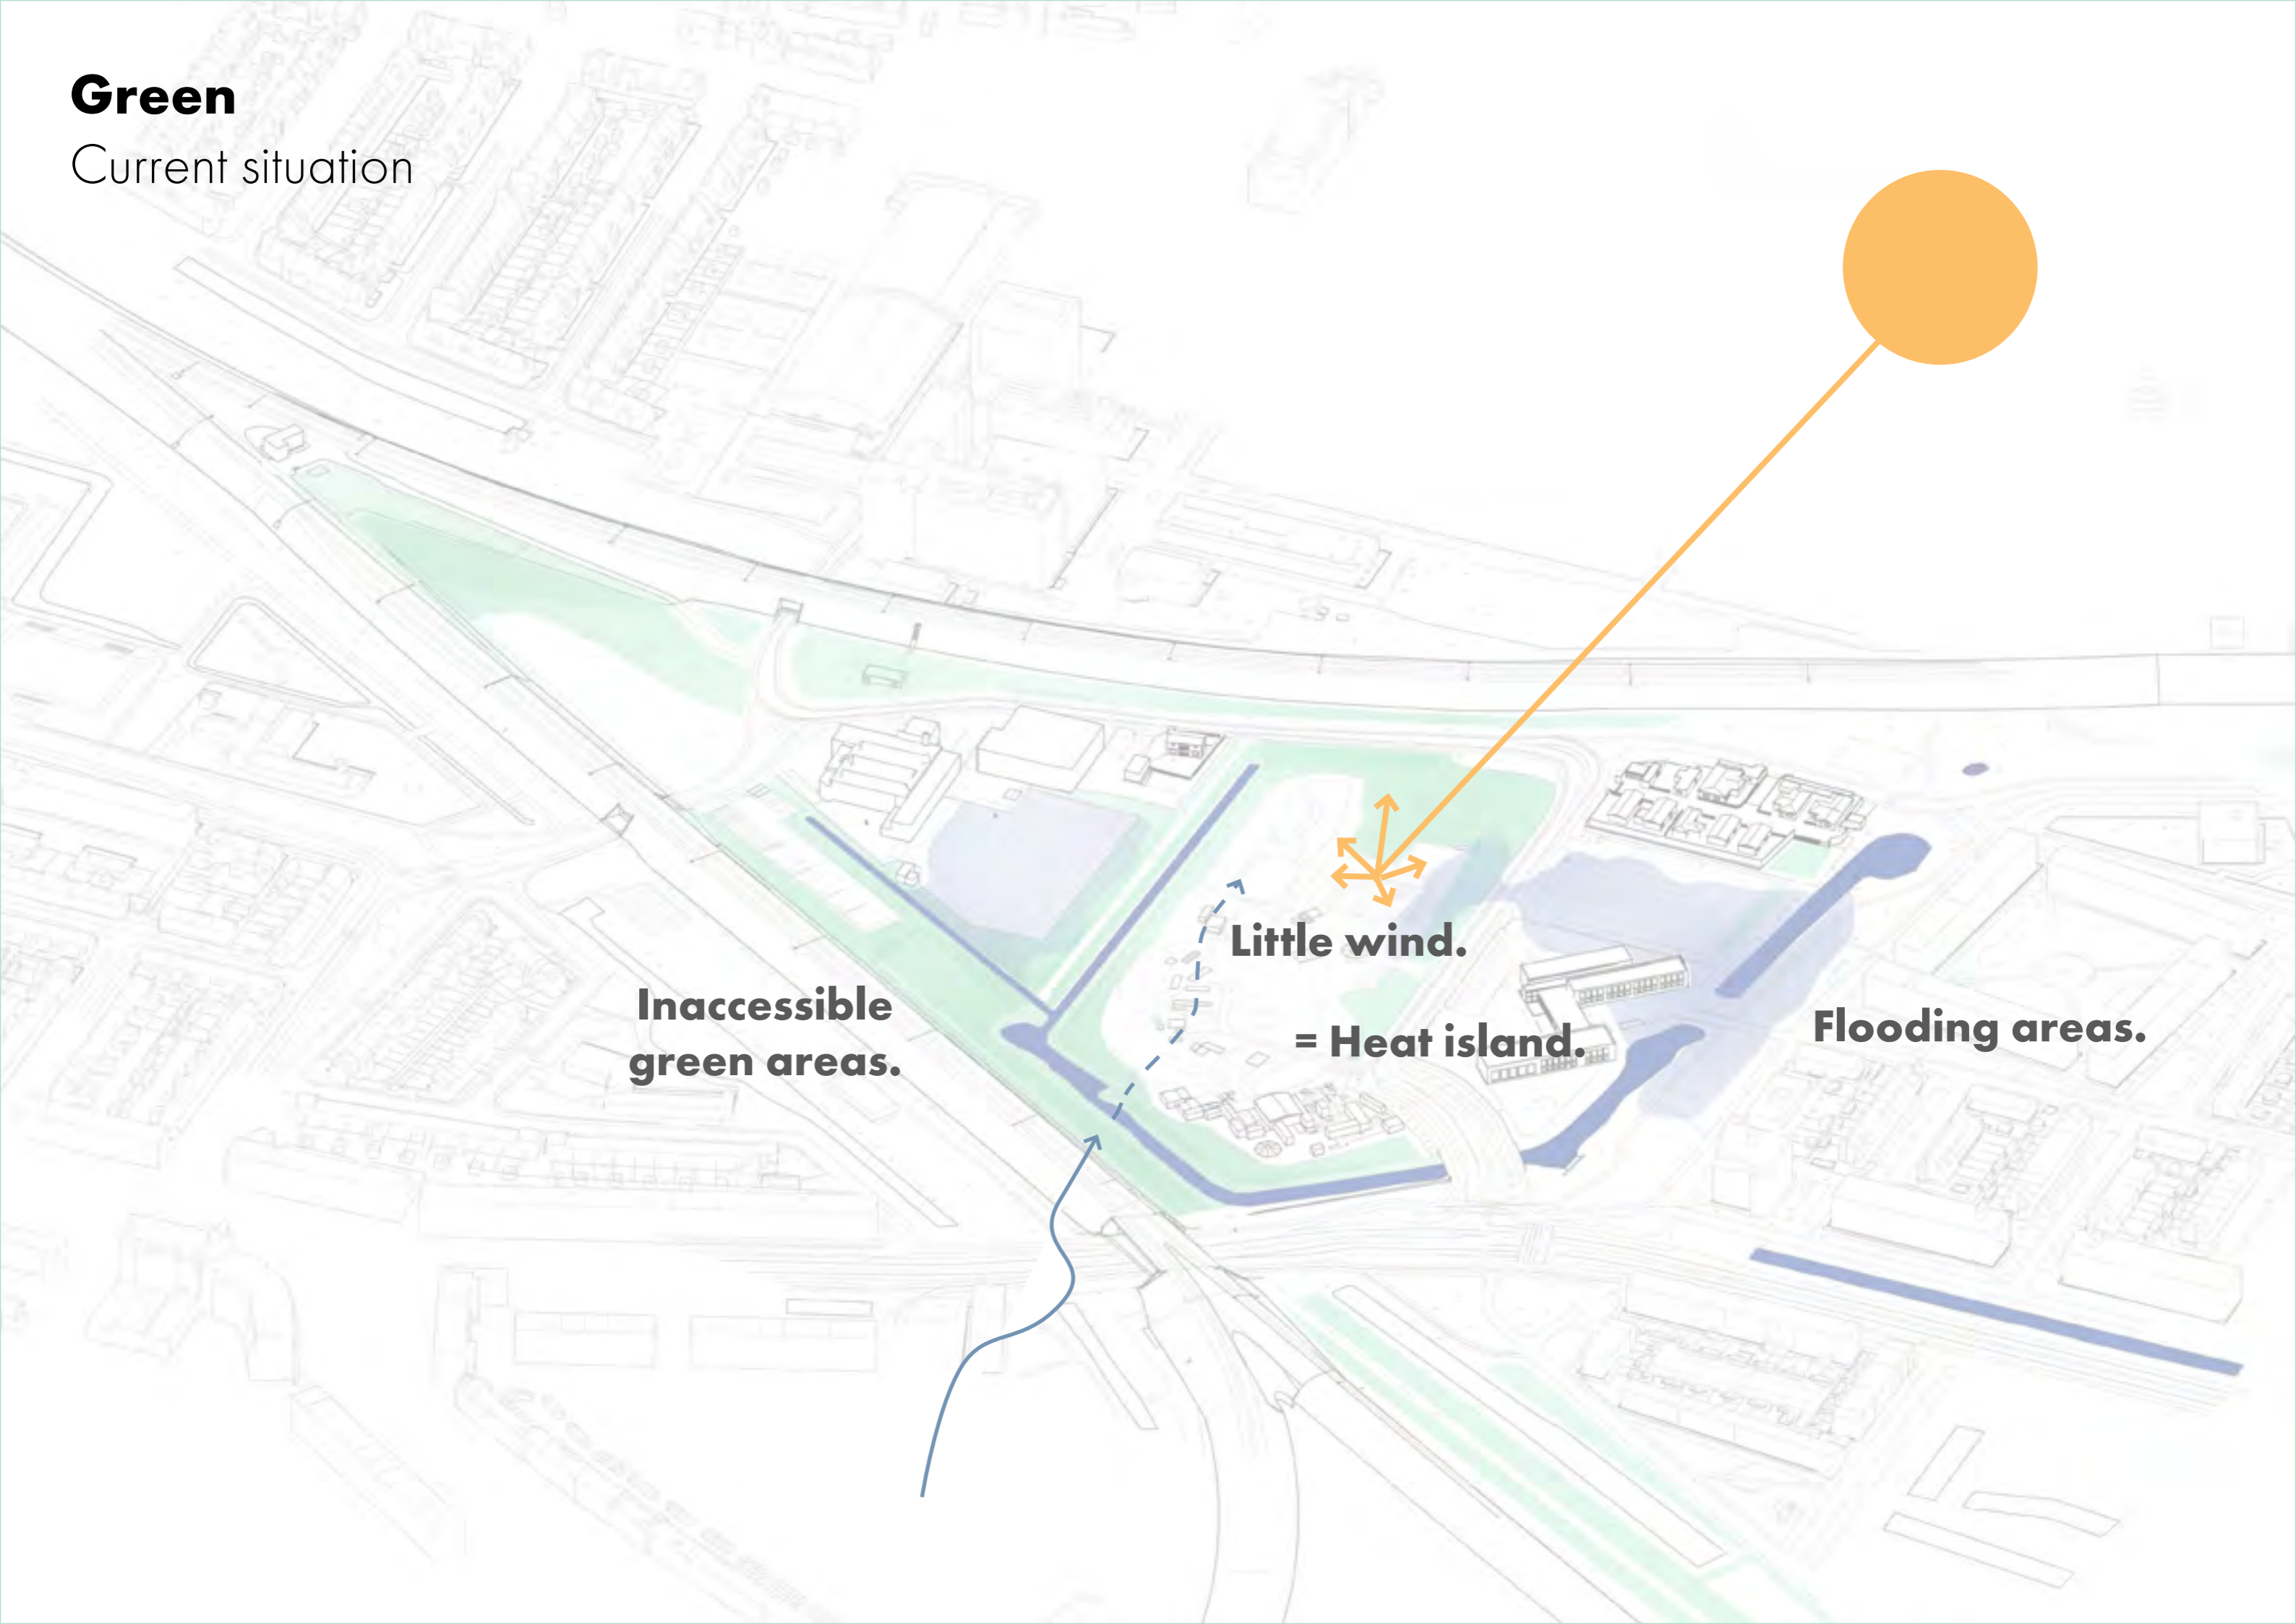 Green
Current situation
Little wind.
Inaccessible
green areas.
= Heat island.
Flooding areas.